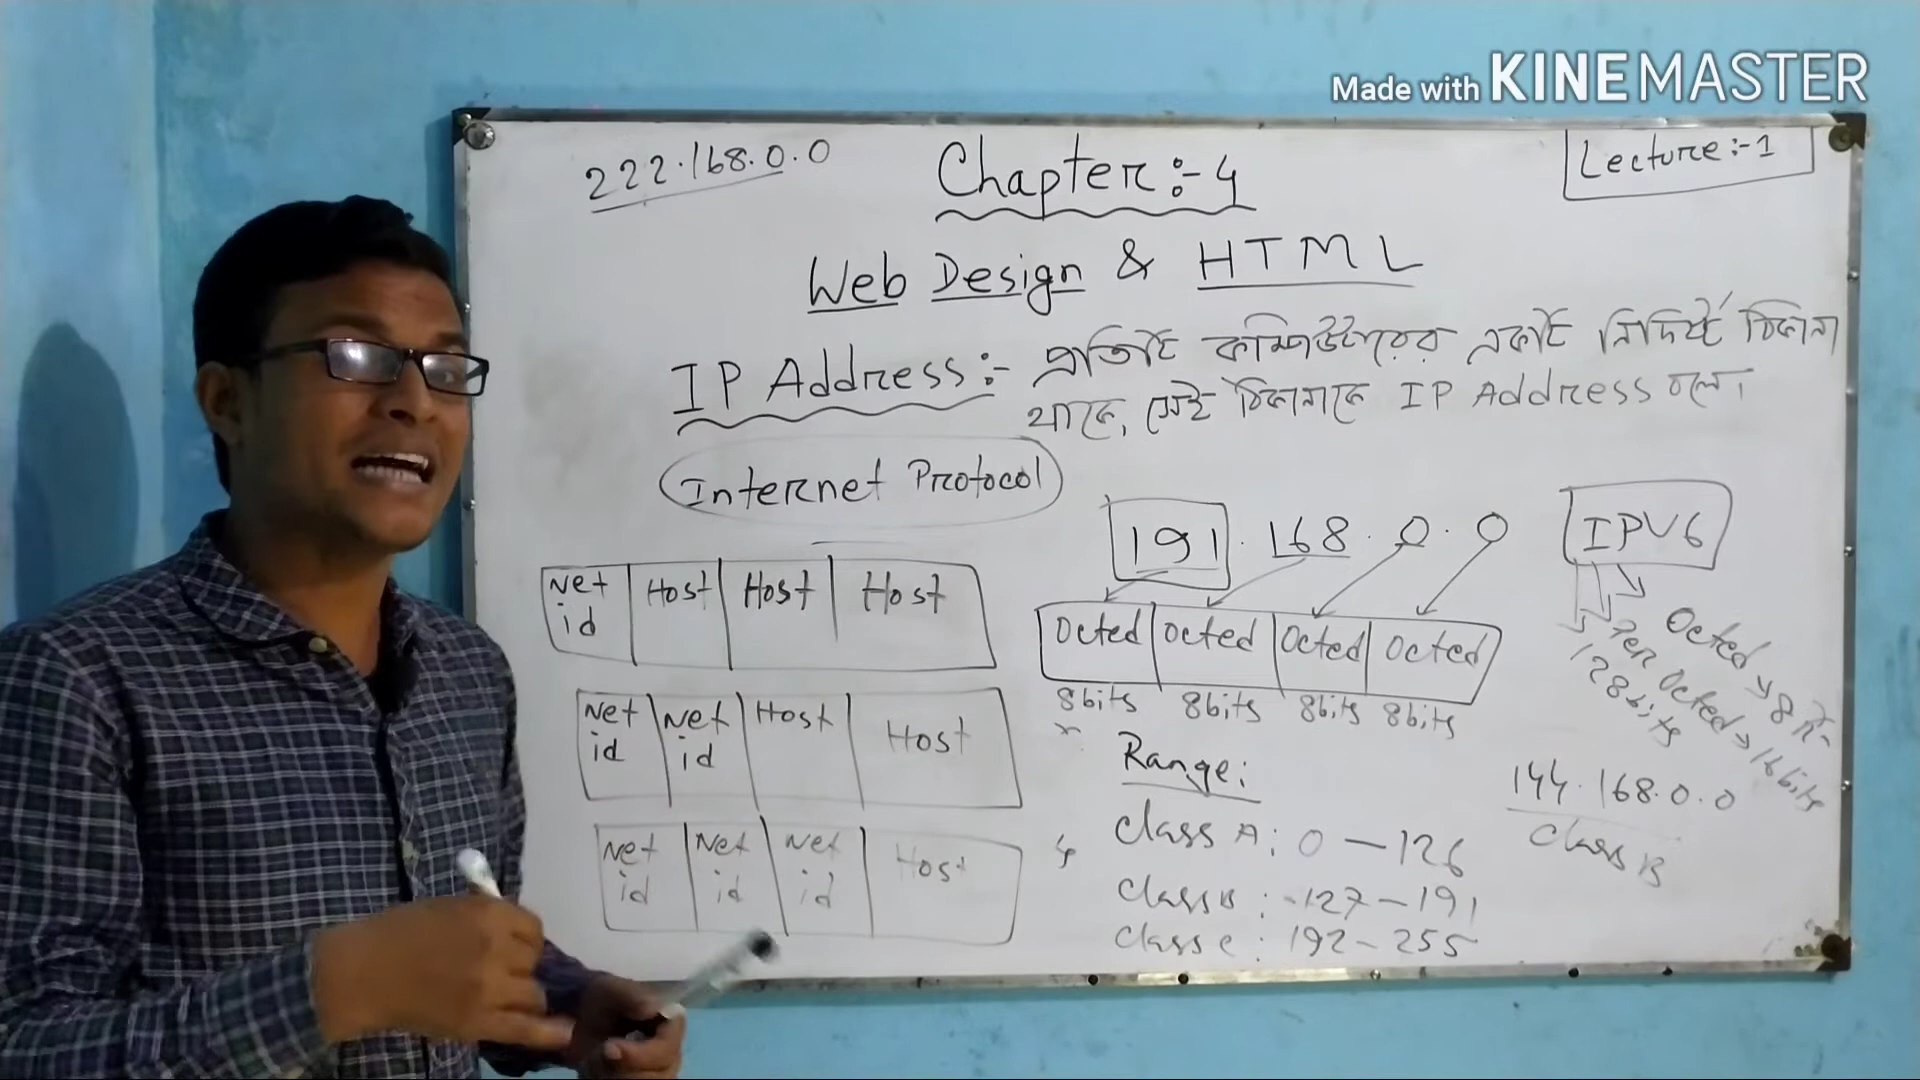 Made with KINEMASTER
222.168.0.0
Chapter:-4
Lecture:-1
Web Design & HTML
IP Address:- প্রতিটি কম্পিউটারের একটি নির্দিষ্ট ঠিকানা
থাকে, সেই ঠিকানাকে IP Address বলে।
Internet Protocol
191.168.0.0
IPV6
Net id Host Host Host
Octed Octed Octed Octed
8bits 8bits 8bits 8bits
Octed → 8 টি
Per Octed → 16bits
128bits
Net id Net id Host Host
Range:
144.168.0.0
Class B
Net id Net id Net id Host
Class A: 0 — 126
Class B: 127 — 191
Class C: 192 — 255